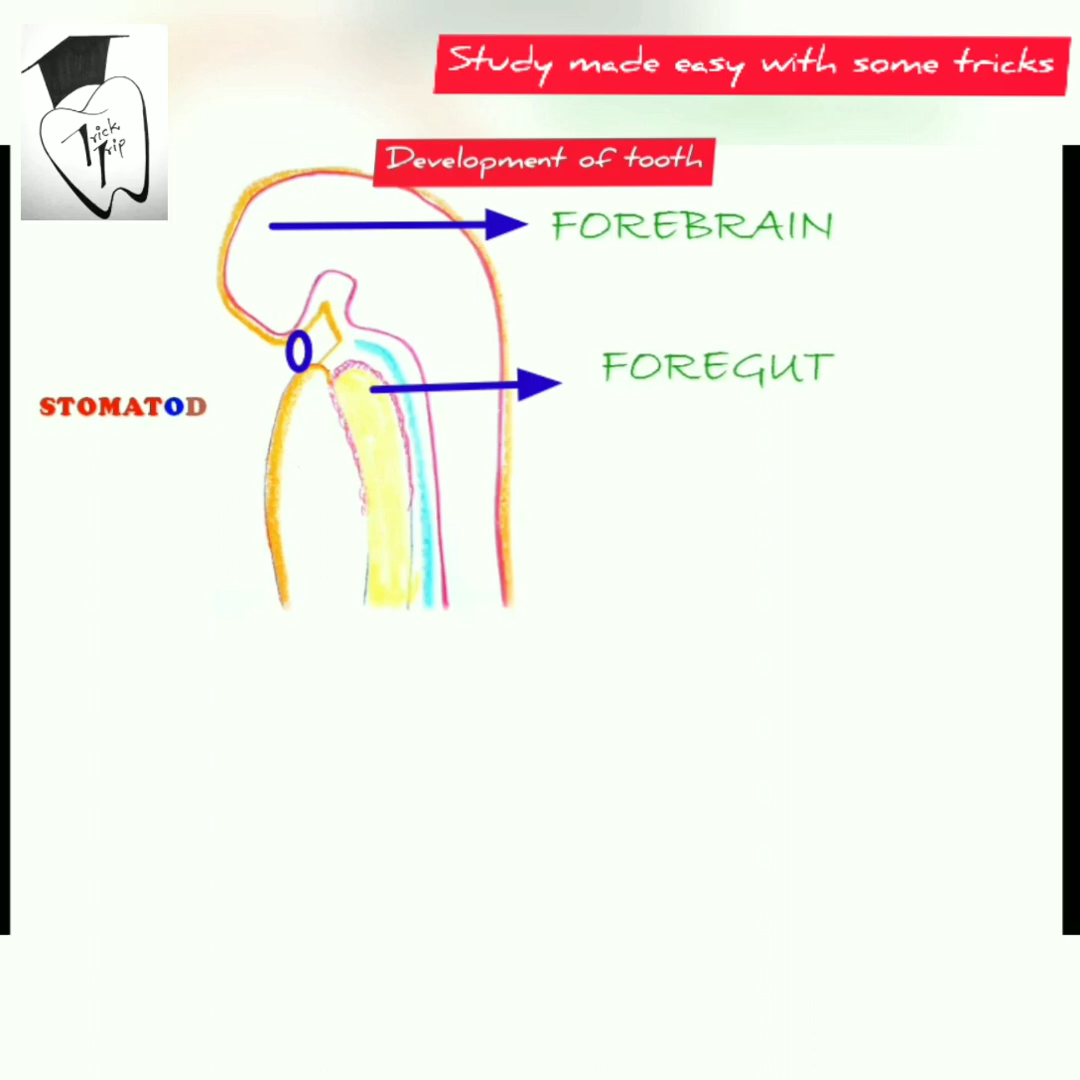 Study made easy with some tricks
Trick
Trip
Development of tooth
FOREBRAIN
FOREGUT
STOMATOD
O